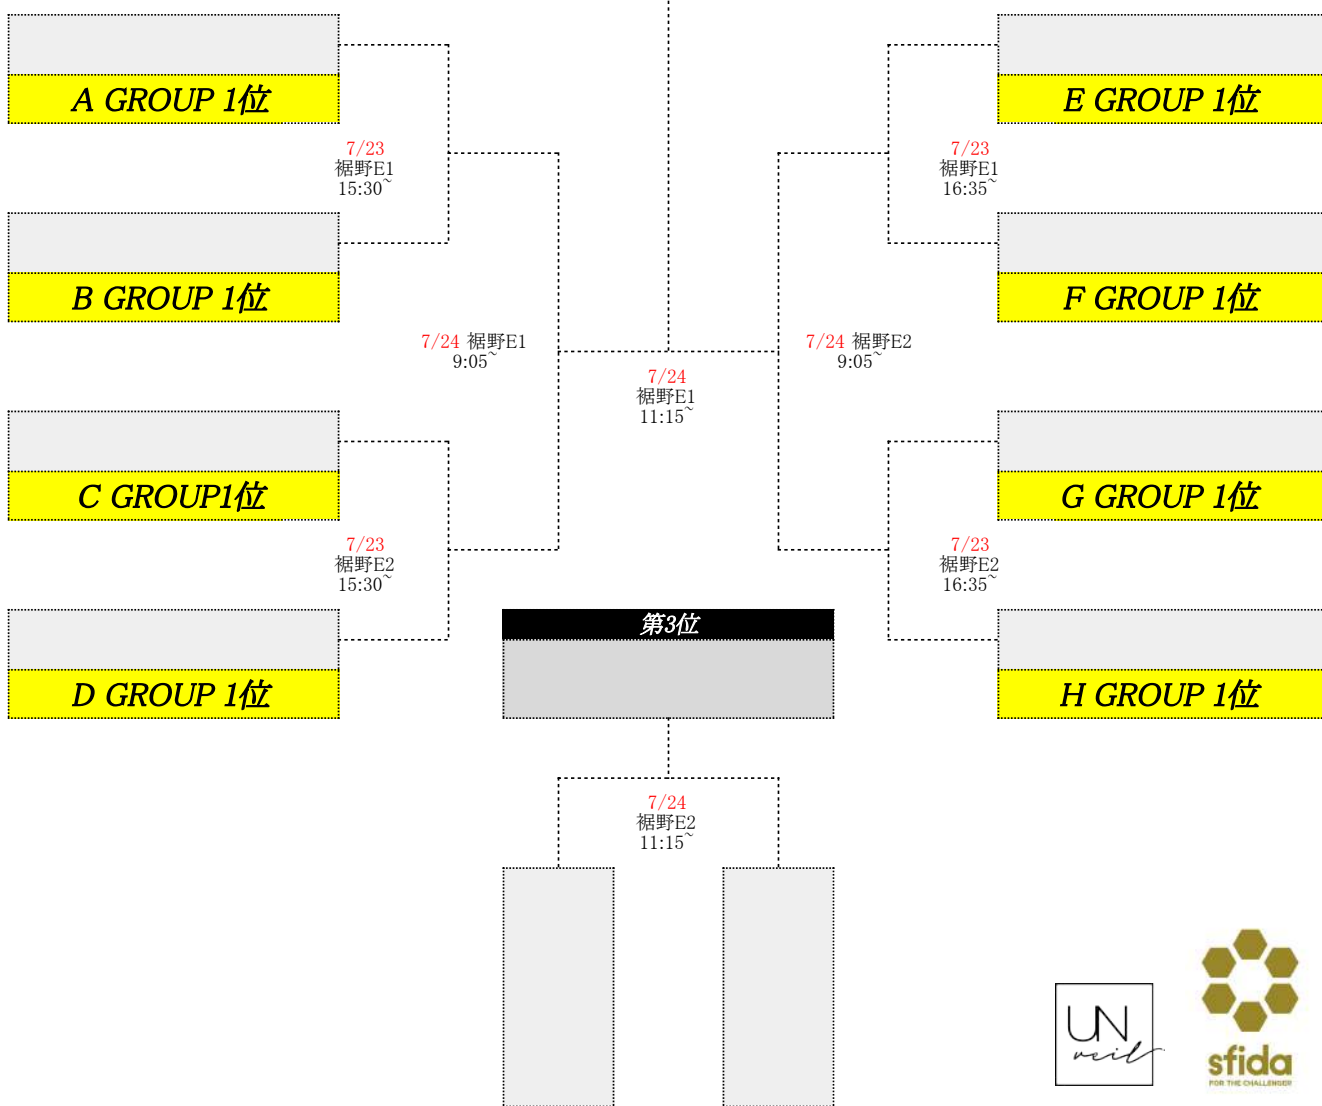 A GROUP 1位
7/23
裾野E1
15:30~
B GROUP 1位
7/24 裾野E1
9:05~
C GROUP1位
7/23
裾野E2
15:30~
D GROUP 1位
7/24
裾野E1
11:15~
E GROUP 1位
7/23
裾野E1
16:35~
F GROUP 1位
7/24 裾野E2
9:05~
G GROUP 1位
7/23
裾野E2
16:35~
H GROUP 1位
第3位
7/24
裾野E2
11:15~
UN
veil
sfida
FOR THE CHALLENGER